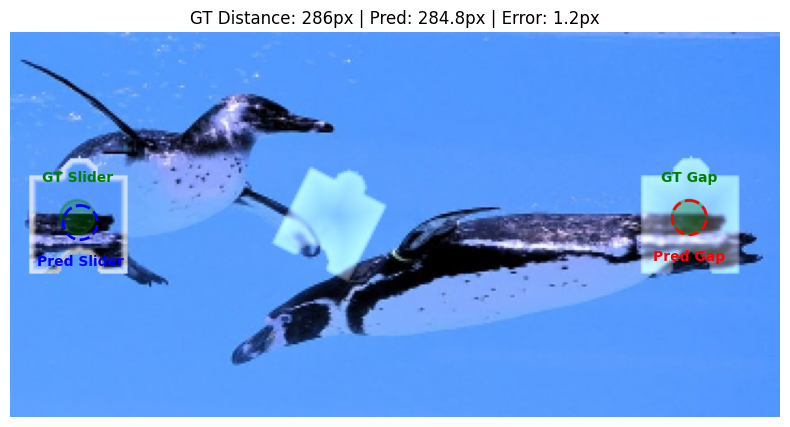 GT Distance: 286px | Pred: 284.8px | Error: 1.2px
GT Slider
GT Gap
Pred Slider
Pred Gap